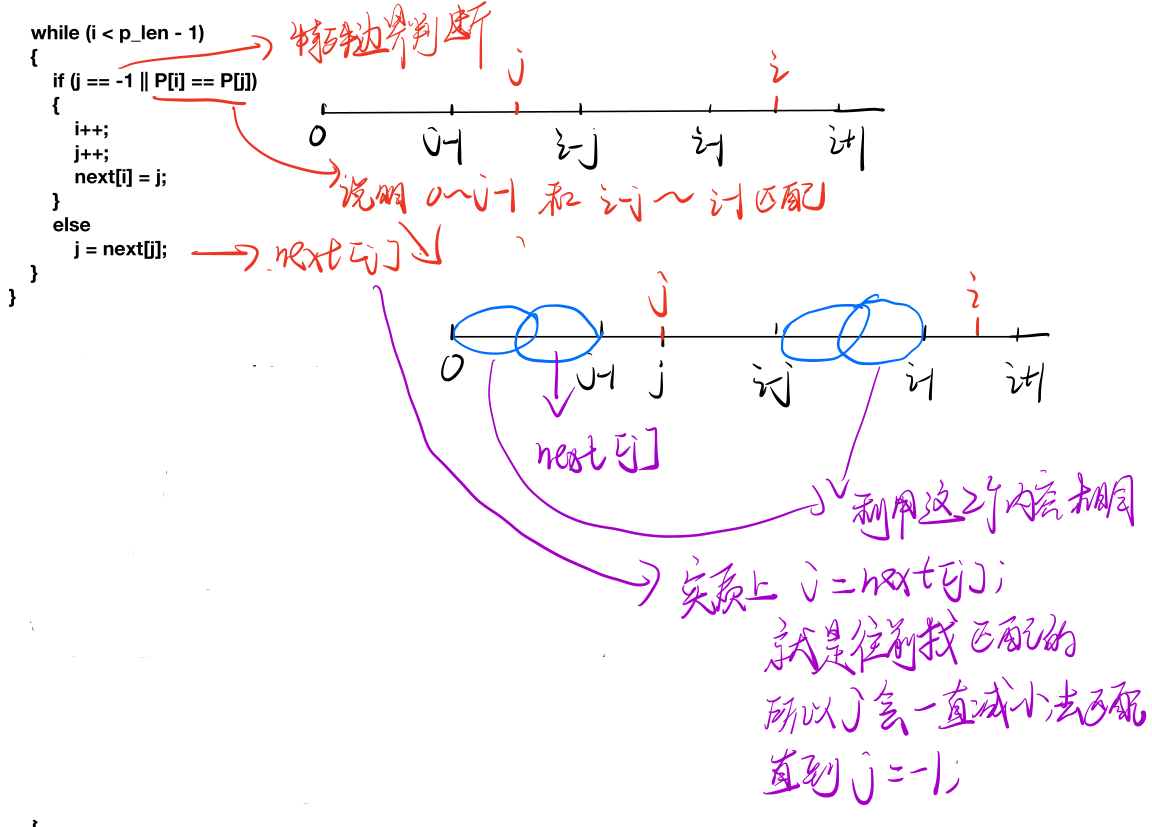 while (i < p_len - 1)
{
if (j == -1 || P[i] == P[j])
{
i++;
j++;
next[i] = j;
}
else
j = next[j];
}
}
特殊边界判断
j
i
0
j-1
i-j
i-1
i+1
说明 0~j-1 和 i-j ~ i-1 匹配
next[j]
j
i
0
j-1
j
i-j
i-1
i+1
next[j]
利用这2个内容相同
实质上 j = next[j];
就是往前找匹配的
所以j会一直减小去匹配
直到 j = -1;
}